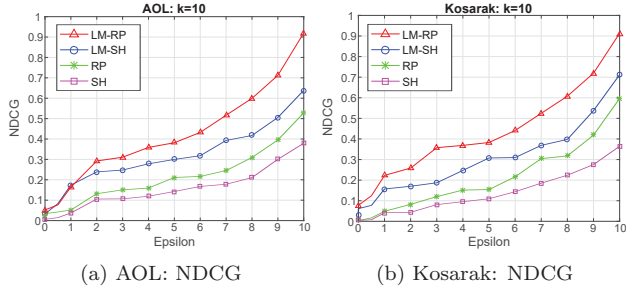 AOL: k=10
NDCG
1
0.9
0.8
0.7
0.6
0.5
0.4
0.3
0.2
0.1
0
LM-RP
LM-SH
RP
SH
0 1 2 3 4 5 6 7 8 9 10
Epsilon
(a) AOL: NDCG
Kosarak: k=10
NDCG
1
0.9
0.8
0.7
0.6
0.5
0.4
0.3
0.2
0.1
0
LM-RP
LM-SH
RP
SH
0 1 2 3 4 5 6 7 8 9 10
Epsilon
(b) Kosarak: NDCG